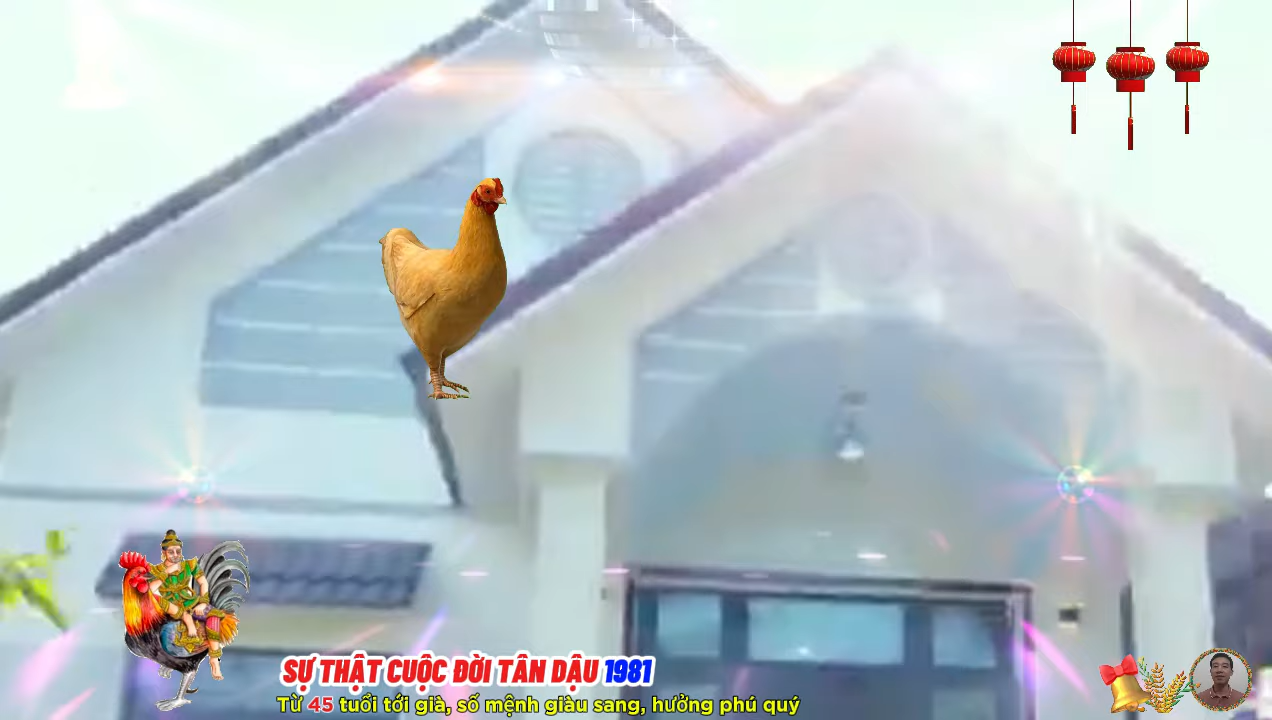 SỰ THẬT CUỘC ĐỜI TÂN DẬU 1981
Từ 45 tuổi tới già, số mệnh giàu sang, hưởng phú quý